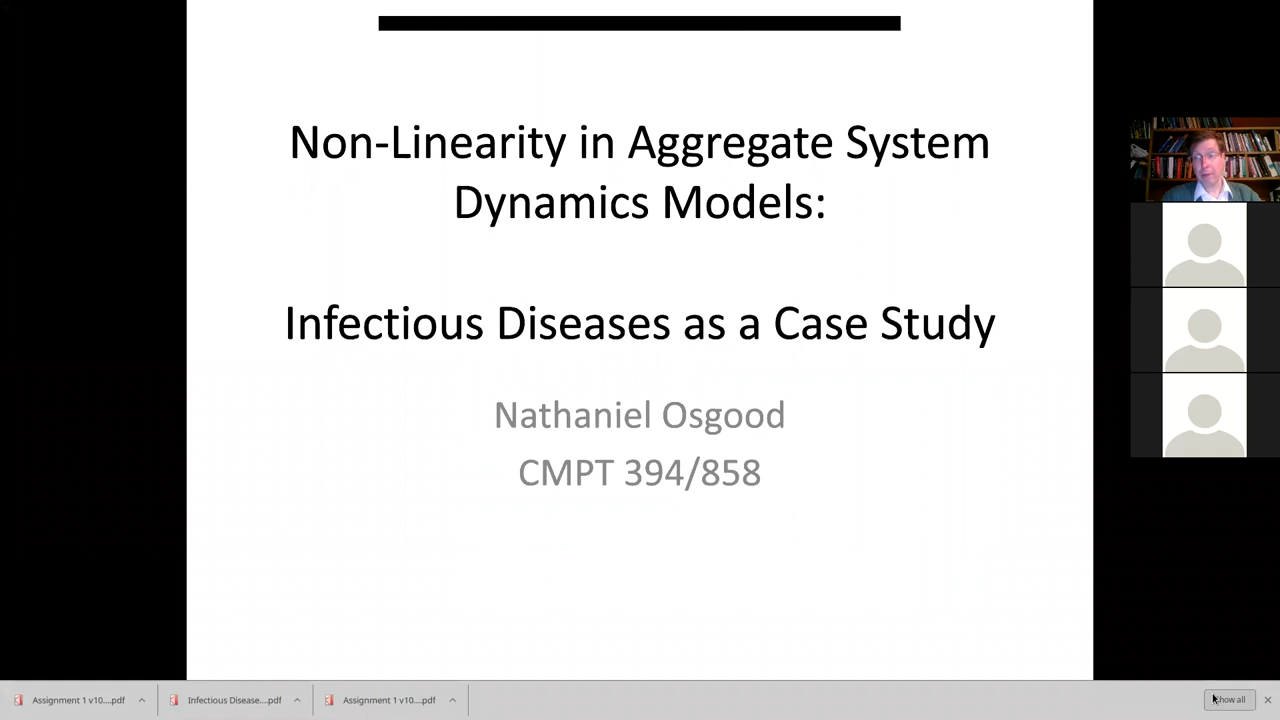 Non-Linearity in Aggregate System
Dynamics Models:
Infectious Diseases as a Case Study
Nathaniel Osgood
CMPT 394/858
Assignment 1 v10....pdf
Infectious Disease....pdf
Assignment 1 v10....pdf
Show all